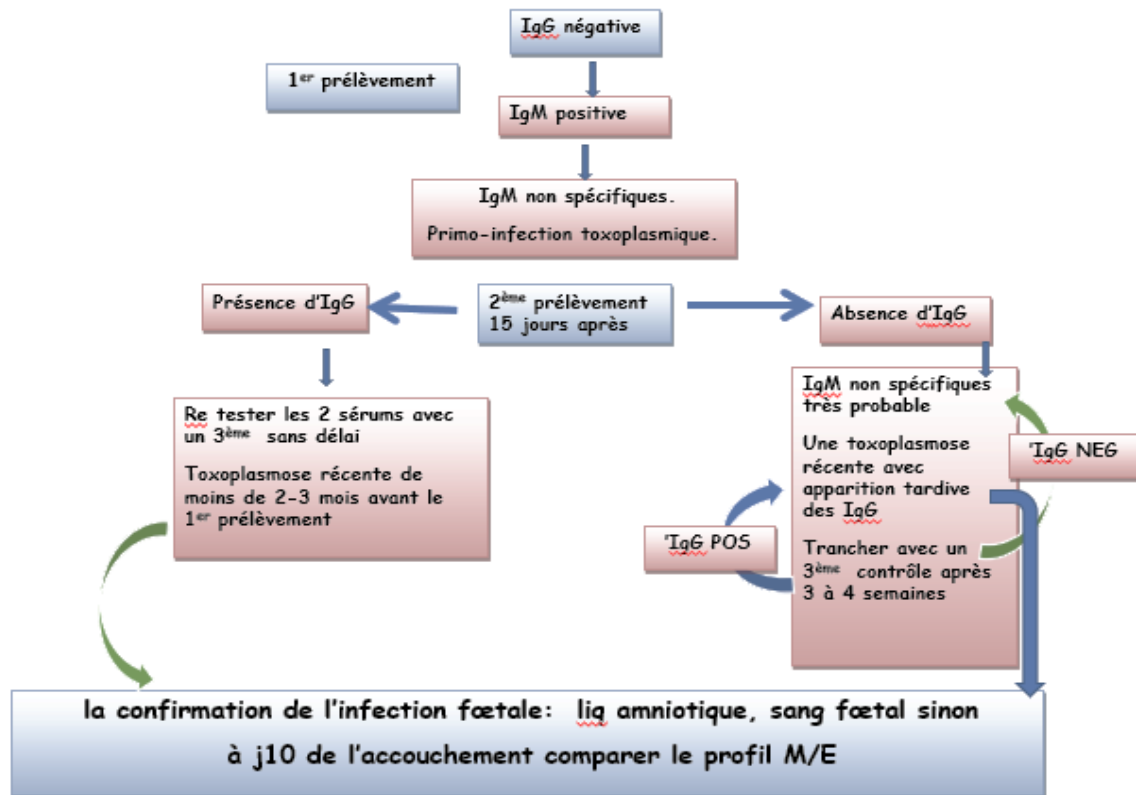 IgG négative
1er prélèvement
IgM positive
IgM non spécifiques.
Primo-infection toxoplasmique.
Présence d'IgG
2ème prélèvement
15 jours après
Absence d'IgG
Re tester les 2 sérums avec
un 3ème sans délai
Toxoplasmose récente de
moins de 2-3 mois avant le
1er prélèvement
IgM non spécifiques
très probable
Une toxoplasmose
récente avec
apparition tardive
des IgG
Trancher avec un
3ème contrôle après
3 à 4 semaines
'IgG NEG
'IgG POS
la confirmation de l'infection fœtale: liq amniotique, sang fœtal sinon
à j10 de l'accouchement comparer le profil M/E